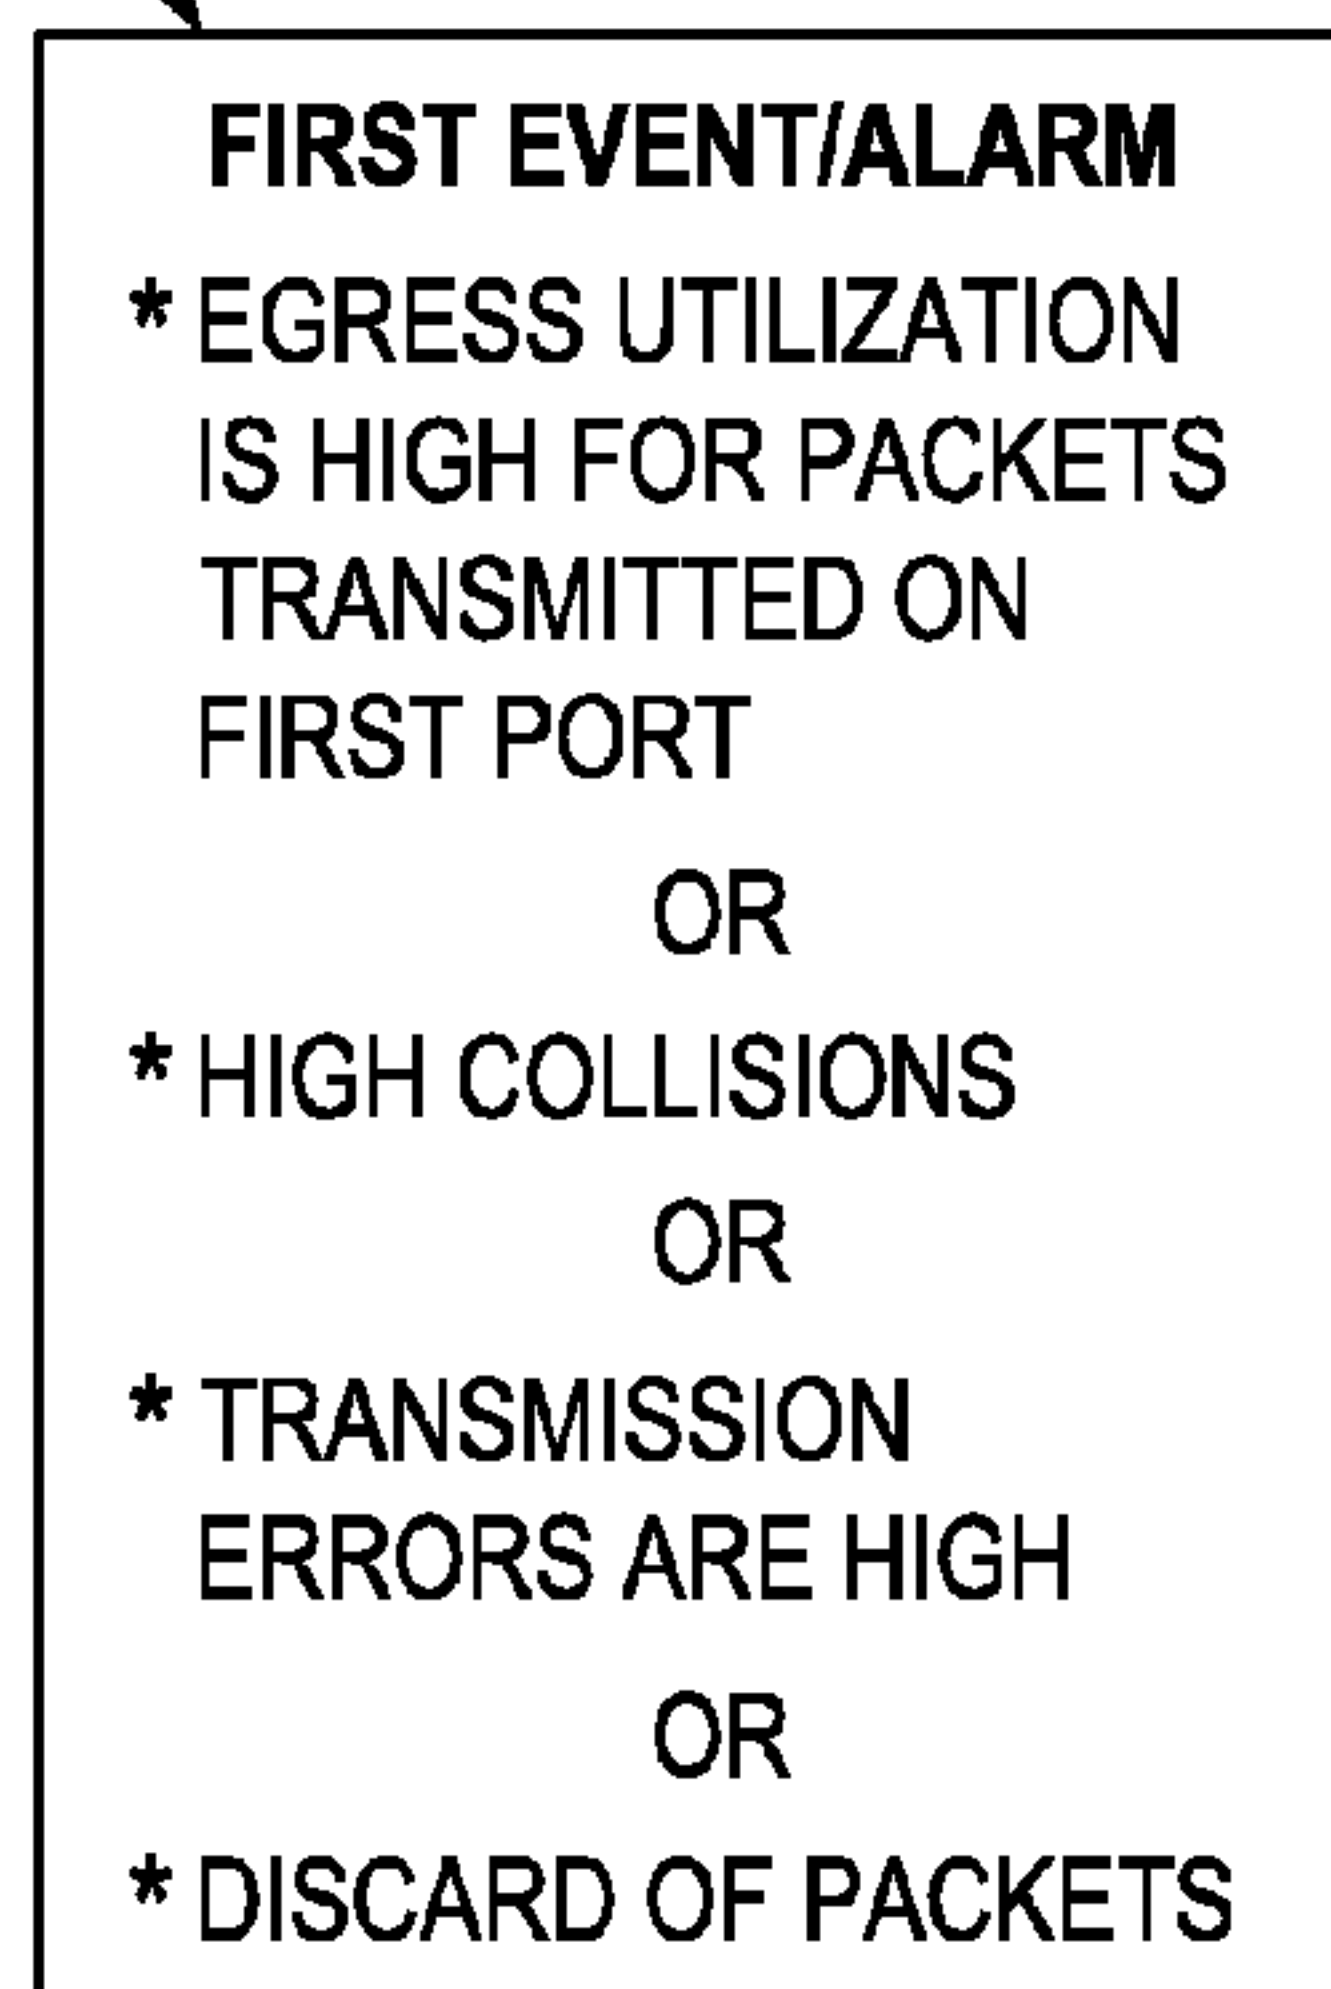 FIRST EVENT/ALARM
* EGRESS UTILIZATION
IS HIGH FOR PACKETS
TRANSMITTED ON
FIRST PORT
OR
* HIGH COLLISIONS
OR
* TRANSMISSION
ERRORS ARE HIGH
OR
* DISCARD OF PACKETS